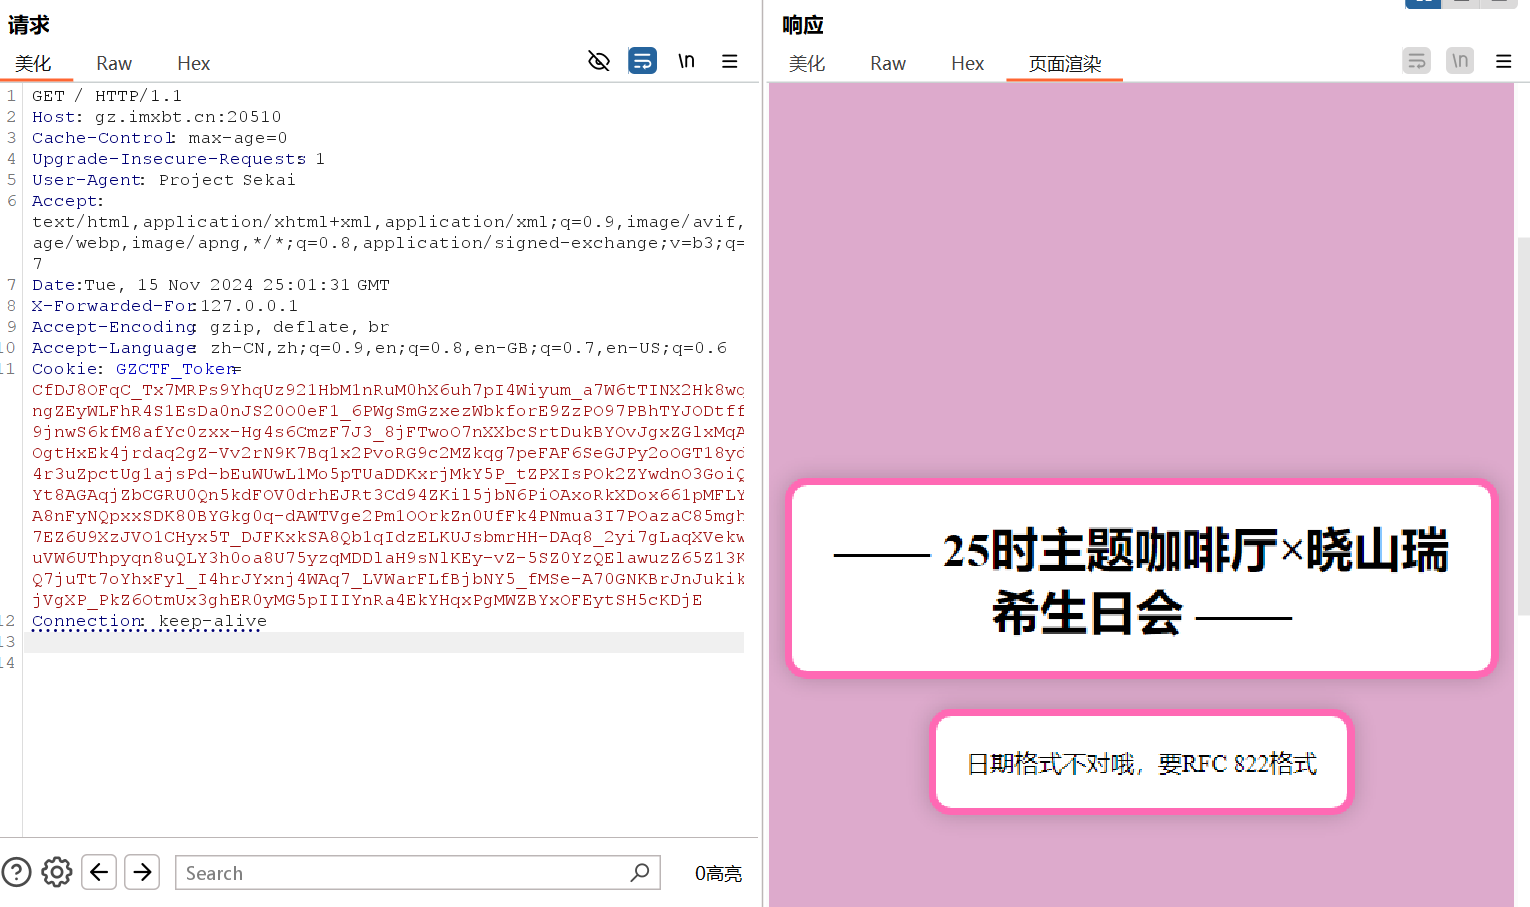 请求
美化 Raw Hex \n
1 GET / HTTP/1.1
2 Host: gz.imxbt.cn:20510
3 Cache-Control: max-age=0
4 Upgrade-Insecure-Requests: 1
5 User-Agent: Project Sekai
6 Accept:
text/html,application/xhtml+xml,application/xml;q=0.9,image/avif,
age/webp,image/apng,*/*;q=0.8,application/signed-exchange;v=b3;q=
7
7 Date:Tue, 15 Nov 2024 25:01:31 GMT
8 X-Forwarded-For:127.0.0.1
9 Accept-Encoding: gzip, deflate, br
10 Accept-Language: zh-CN,zh;q=0.9,en;q=0.8,en-GB;q=0.7,en-US;q=0.6
11 Cookie: GZCTF_Token=
CfDJ8OFqC_Tx7MRPs9YhqUz921HbM1nRuM0hX6uh7pI4Wiyum_a7W6tTINX2Hk8wq
ngZEyWLFhR4S1EsDa0nJS20O0eF1_6PWgSmGzxezWbkforE9ZzPO97PBhTYJODtff
9jnwS6kfM8afYc0zxx-Hg4s6CmzF7J3_8jFTwoO7nXXbcSrtDukBYOvJgxZGlxMqA
OgtHxEk4jrdaq2gZ-Vv2rN9K7Bq1x2PvoRG9c2MZkqg7peFAF6SeGJPy2oOGT18yd
4r3uZpctUg1ajsPd-bEuWUwL1Mo5pTUaDDKxrjMkY5P_tZPXIsPOk2ZYwdnO3GoiQ
Yt8AGAqjZbCGRU0Qn5kdFOV0drhEJRt3Cd94ZKil5jbN6PiOAxoRkXDox661pMFLY
A8nFyNQpxxSDK80BYGkg0q-dAWTVge2Pm1OOrkZn0UfFk4PNmua3I7POazaC85mgh
7EZ6U9XzJVO1CHyx5T_DJFKxkSA8Qb1qIdzELKUJsbmrHH-DAq8_2yi7gLaqXVekw
uVW6UThpyqn8uQLY3h0oa8U75yzqMDDlaH9sNlKEy-vZ-5SZ0YzQElawuzZ65Z13K
Q7juTt7oYhxFyl_I4hrJYxnj4WAq7_LVWarFLfBjbNY5_fMSe-A70GNKBrJnJukik
jVgXP_PkZ6OtmUx3ghER0yMG5pIIIYnRa4EkYHqxPgMWZBYxOFEytSH5cKDjE
12 Connection: keep-alive
13
14
Search
0高亮
响应
美化 Raw Hex 页面渲染 \n
—— 25时主题咖啡厅×晓山瑞
希生日会 ——
日期格式不对哦，要RFC 822格式